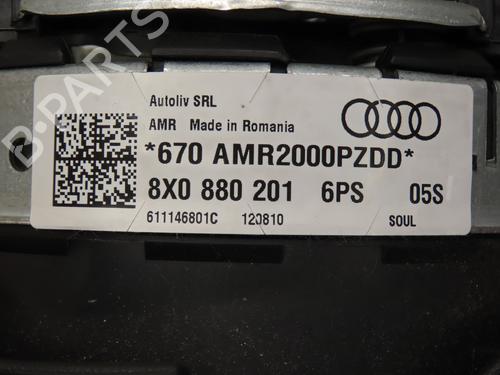 Autoliv SRL
AMR Made in Romania
*670 AMR2000PZDD*
8X0 880 201 6PS 05S
611146801C 120810 SOUL
B-PARTS